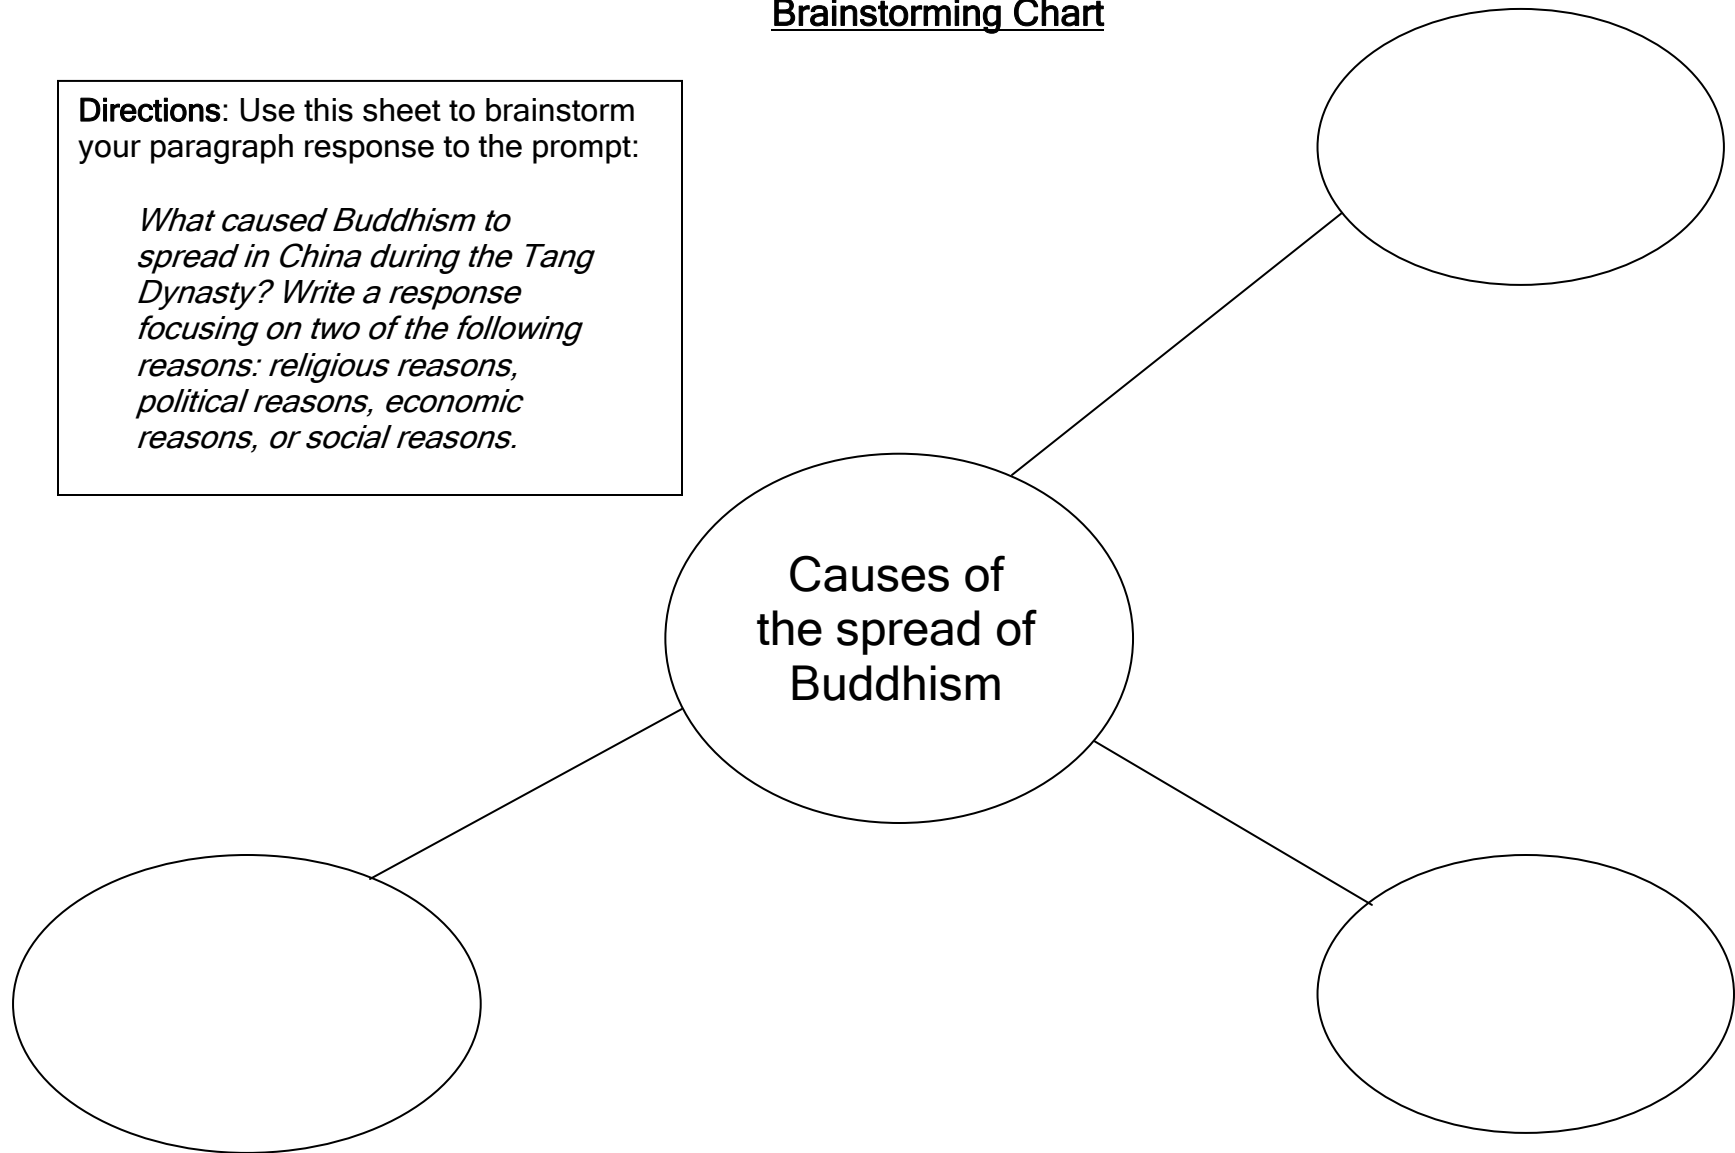 Brainstorming Chart
Directions: Use this sheet to brainstorm
your paragraph response to the prompt:
What caused Buddhism to
spread in China during the Tang
Dynasty? Write a response
focusing on two of the following
reasons: religious reasons,
political reasons, economic
reasons, or social reasons.
Causes of
the spread of
Buddhism